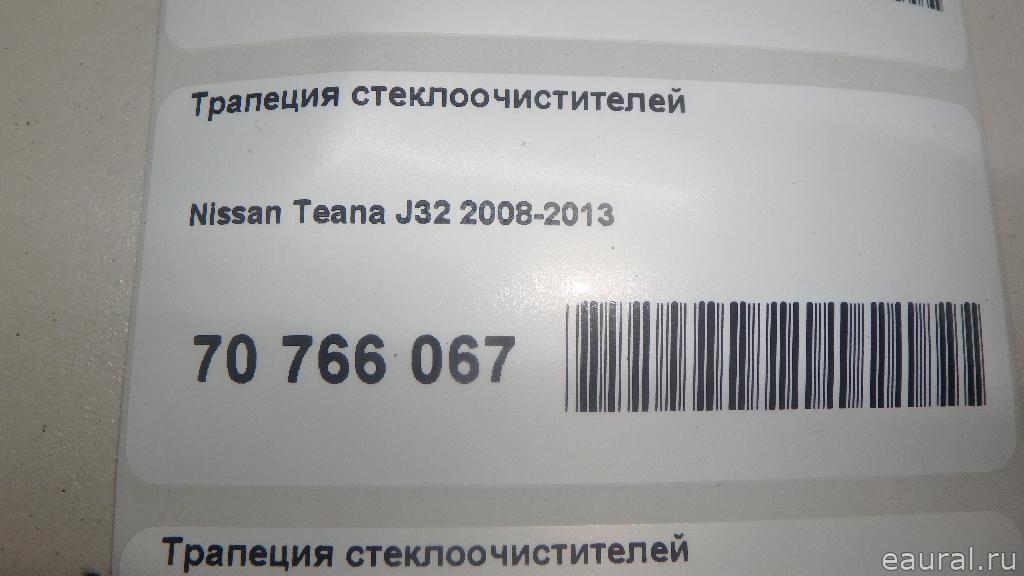 Трапеция стеклоочистителей
Nissan Teana J32 2008-2013
70 766 067
Трапеция стеклоочистителей
eaural.ru